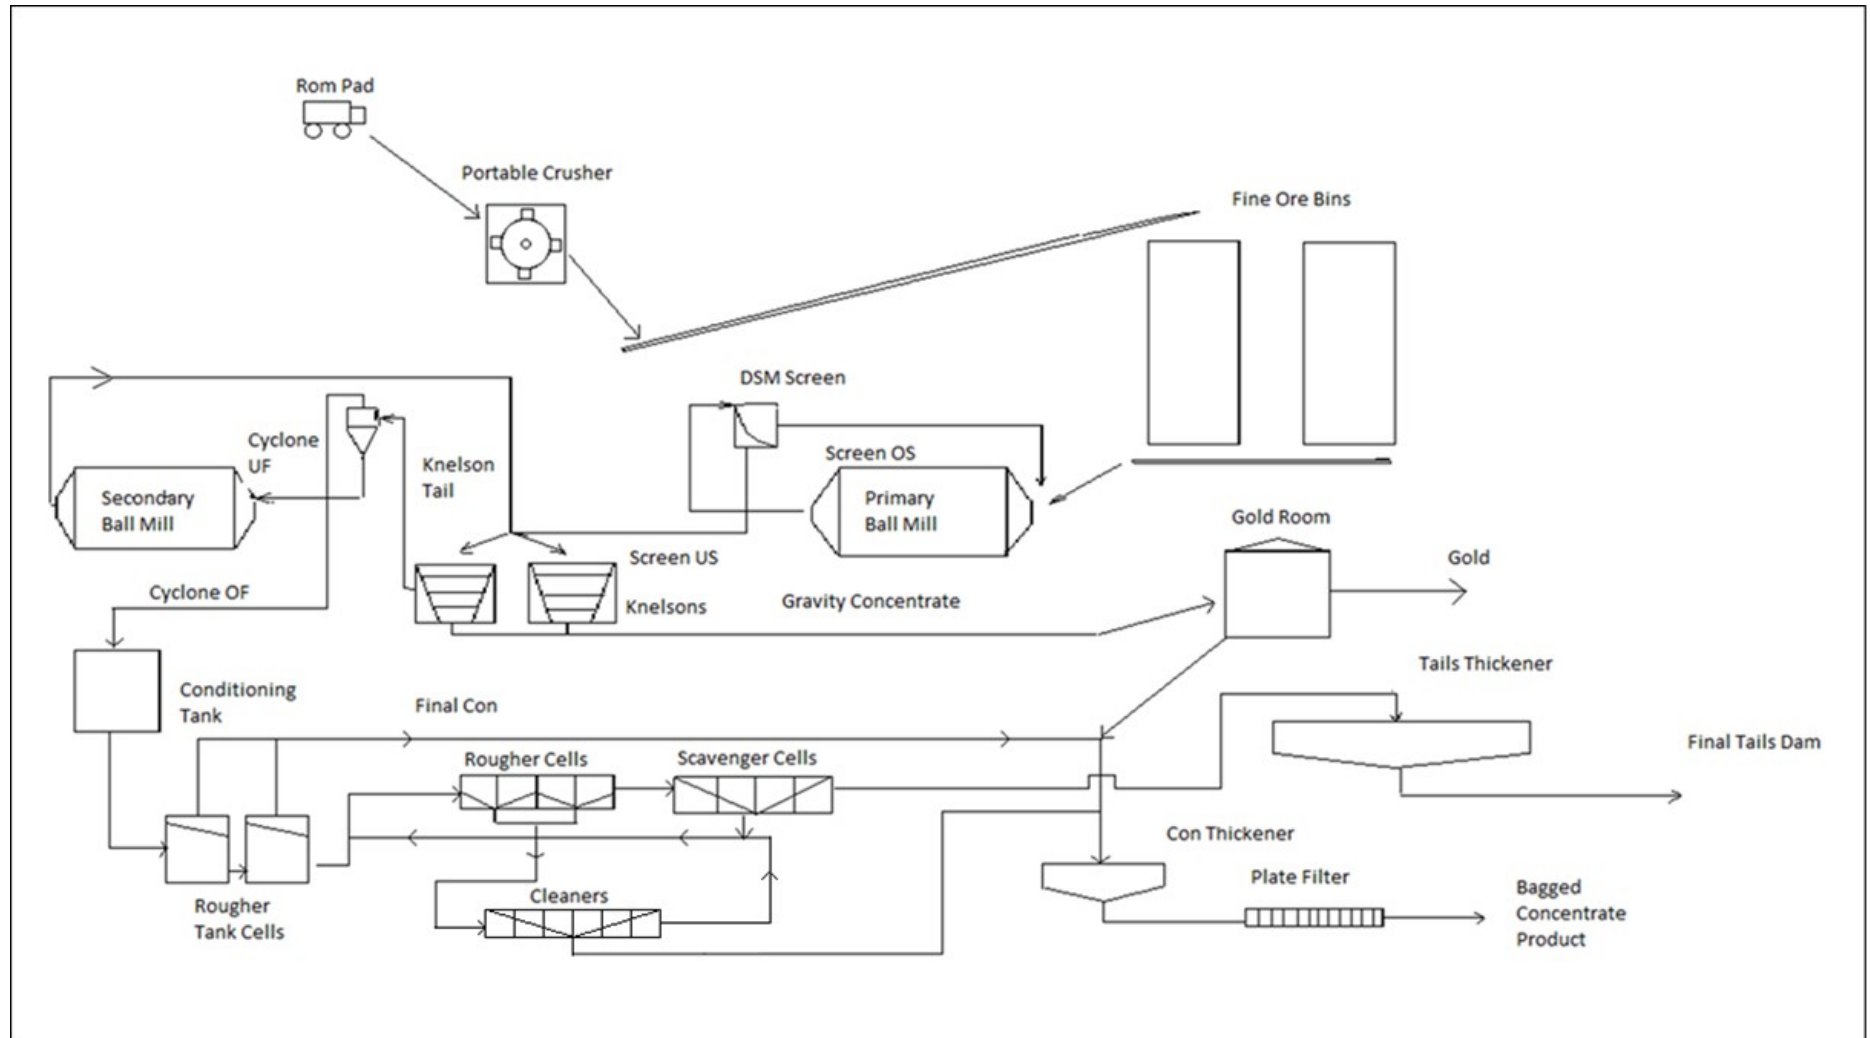 Rom Pad
Portable Crusher
Fine Ore Bins
DSM Screen
Cyclone
UF
Knelson
Tail
Screen OS
Secondary
Ball Mill
Primary
Ball Mill
Gold Room
Screen US
Gold
Cyclone OF
Knelsons
Gravity Concentrate
Tails Thickener
Conditioning
Tank
Final Con
Final Tails Dam
Rougher Cells
Scavenger Cells
Con Thickener
Plate Filter
Cleaners
Bagged
Concentrate
Product
Rougher
Tank Cells